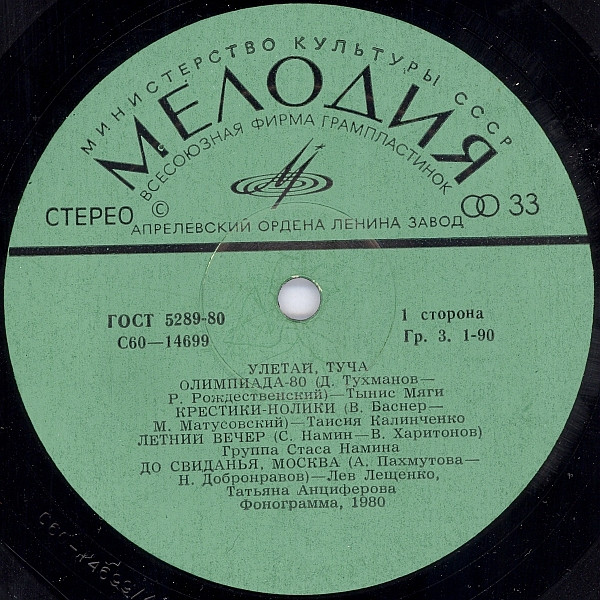 МИНИСТЕРСТВО КУЛЬТУРЫ СССР
МЕЛОДИЯ
ВСЕСОЮЗНАЯ ФИРМА ГРАМПЛАСТИНОК
СТЕРЕО © 33
АПРЕЛЕВСКИЙ ОРДЕНА ЛЕНИНА ЗАВОД
ГОСТ 5289-80 1 сторона
С60—14699 Гр. 3. 1-90
УЛЕТАЙ, ТУЧА
ОЛИМПИАДА-80 (Д. Тухманов—
Р. Рождественский)—Тынис Мяги
КРЕСТИКИ-НОЛИКИ (В. Баснер—
М. Матусовский)—Таисия Калинченко
ЛЕТНИЙ ВЕЧЕР (С. Намин—В. Харитонов)
Группа Стаса Намина
ДО СВИДАНЬЯ, МОСКВА (А. Пахмутова—
Н. Добронравов)—Лев Лещенко,
Татьяна Анциферова
Фонограмма, 1980